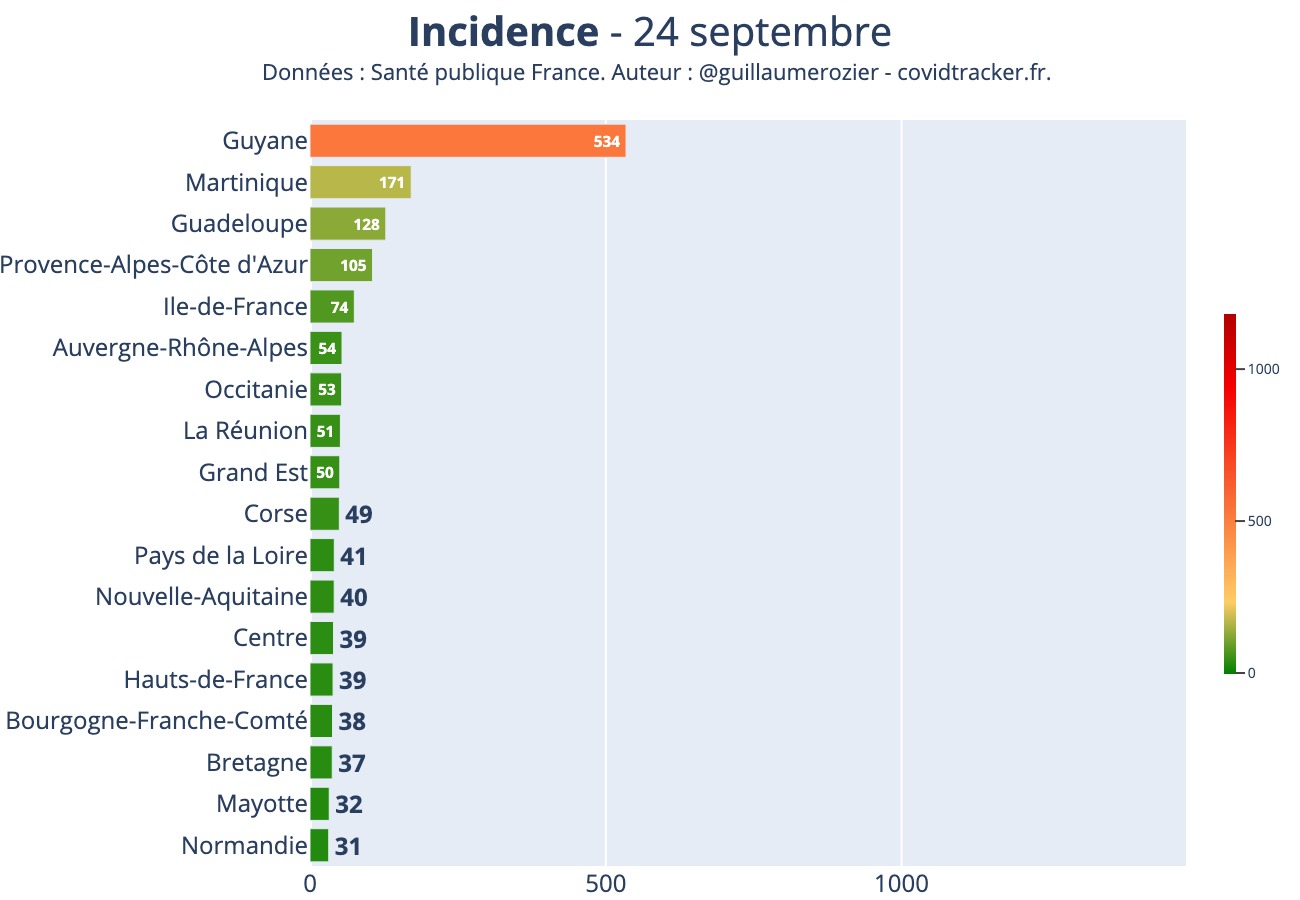 Incidence - 24 septembre
Données : Santé publique France. Auteur : @guillaumerozier - covidtracker.fr.
Guyane 534
Martinique 171
Guadeloupe 128
Provence-Alpes-Côte d'Azur 105
Ile-de-France 74
Auvergne-Rhône-Alpes 54
Occitanie 53
La Réunion 51
Grand Est 50
Corse 49
Pays de la Loire 41
Nouvelle-Aquitaine 40
Centre 39
Hauts-de-France 39
Bourgogne-Franche-Comté 38
Bretagne 37
Mayotte 32
Normandie 31
0 500 1000
1000
500
0